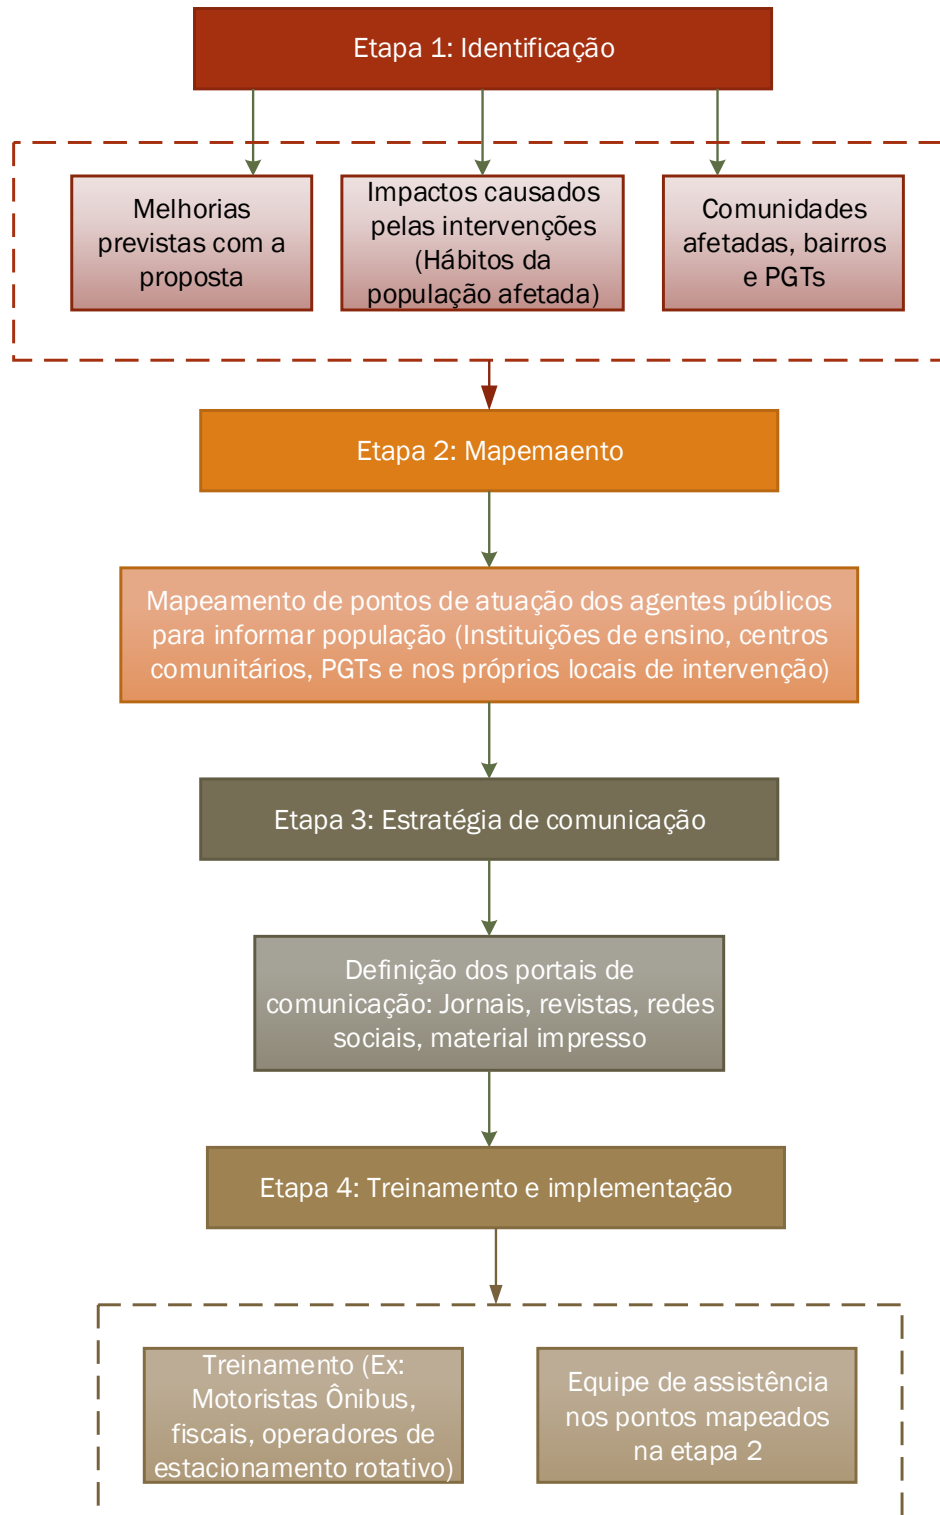 Etapa 1: Identificação
Melhorias
previstas com a
proposta
Impactos causados
pelas intervenções
(Hábitos da
população afetada)
Comunidades
afetadas, bairros
e PGTs
Etapa 2: Mapemaento
Mapeamento de pontos de atuação dos agentes públicos
para informar população (Instituições de ensino, centros
comunitários, PGTs e nos próprios locais de intervenção)
Etapa 3: Estratégia de comunicação
Definição dos portais de
comunicação: Jornais, revistas, redes
sociais, material impresso
Etapa 4: Treinamento e implementação
Treinamento (Ex:
Motoristas Ônibus,
fiscais, operadores de
estacionamento rotativo)
Equipe de assistência
nos pontos mapeados
na etapa 2